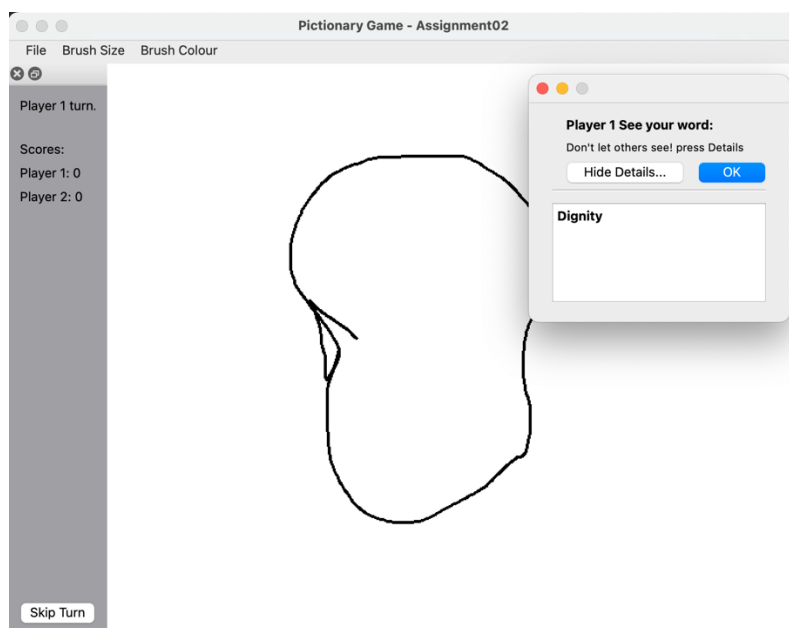 Pictionary Game - Assignment02
File Brush Size Brush Colour
Player 1 turn.
Scores:
Player 1: 0
Player 2: 0
Skip Turn
Player 1 See your word:
Don't let others see! press Details
Hide Details... OK
Dignity